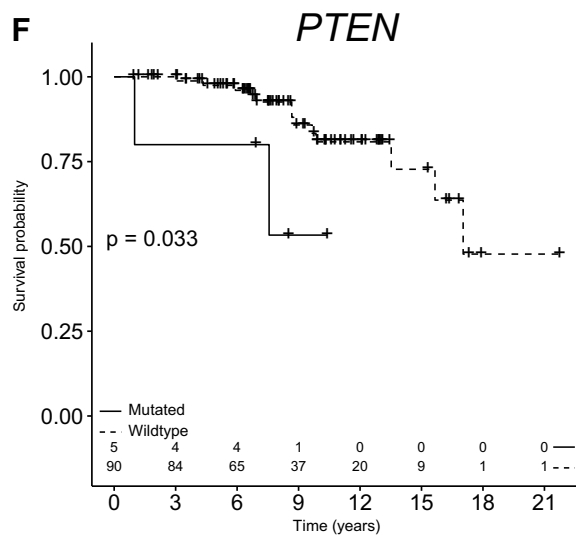 F
PTEN
1.00
0.75
0.50
0.25
0.00
Survival probability
p = 0.033
Mutated
Wildtype
5 4 4 1 0 0 0 0
90 84 65 37 20 9 1 1
0 3 6 9 12 15 18 21
Time (years)